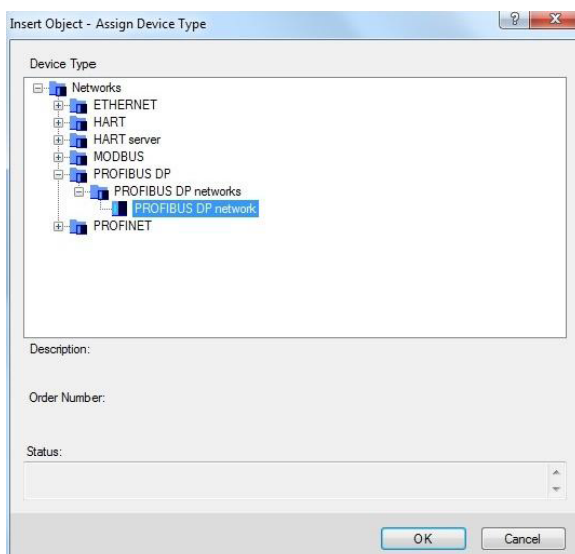 Insert Object - Assign Device Type
Device Type
Networks
ETHERNET
HART
HART server
MODBUS
PROFIBUS DP
PROFIBUS DP networks
PROFIBUS DP network
PROFINET
Description:
Order Number:
Status:
OK Cancel